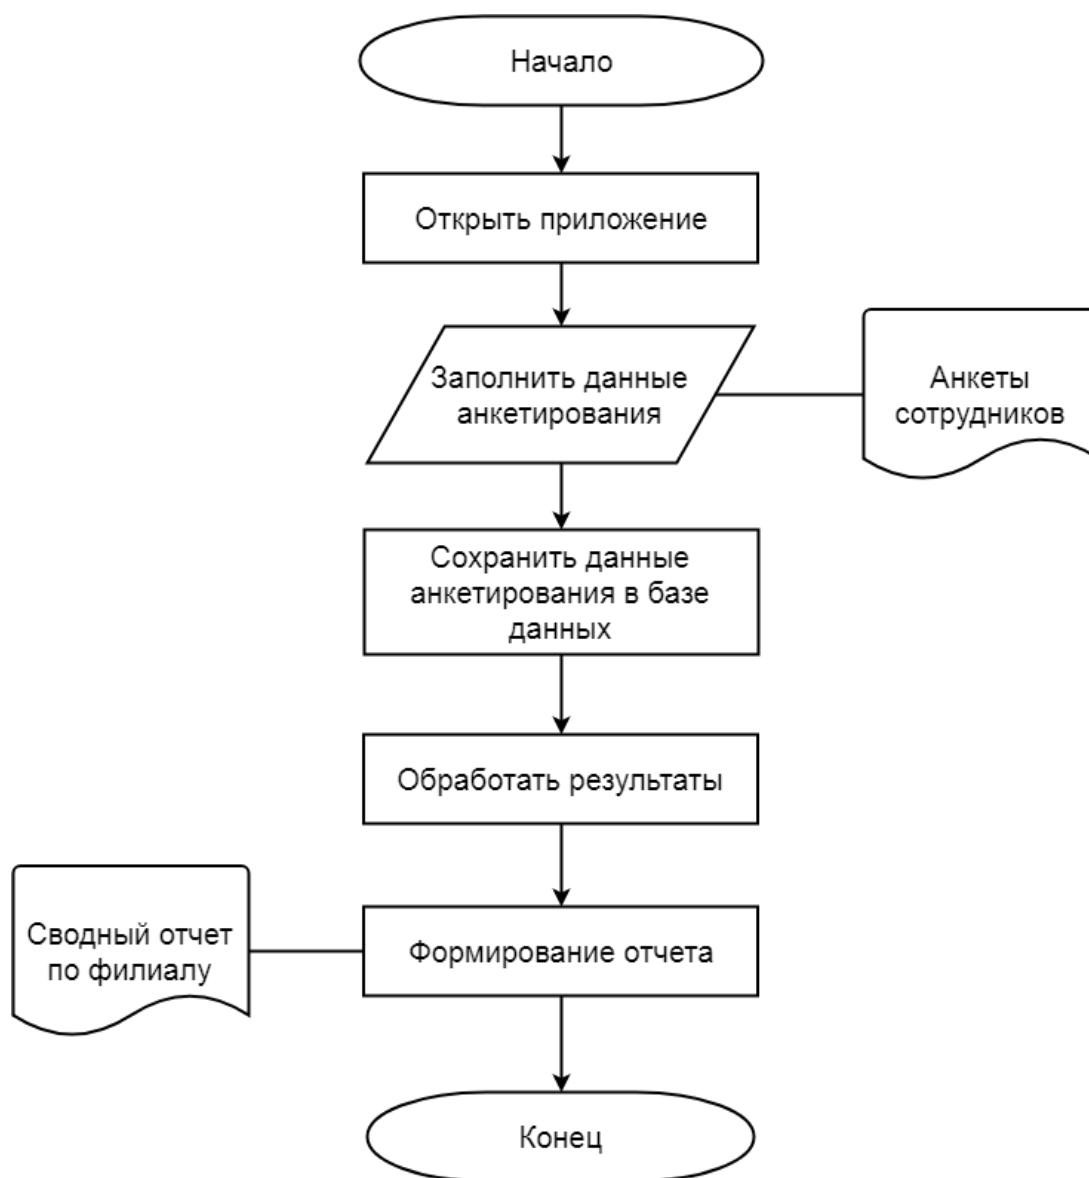 Начало
Открыть приложение
Заполнить данные
анкетирования
Анкеты
сотрудников
Сохранить данные
анкетирования в базе
данных
Обработать результаты
Сводный отчет
по филиалу
Формирование отчета
Конец